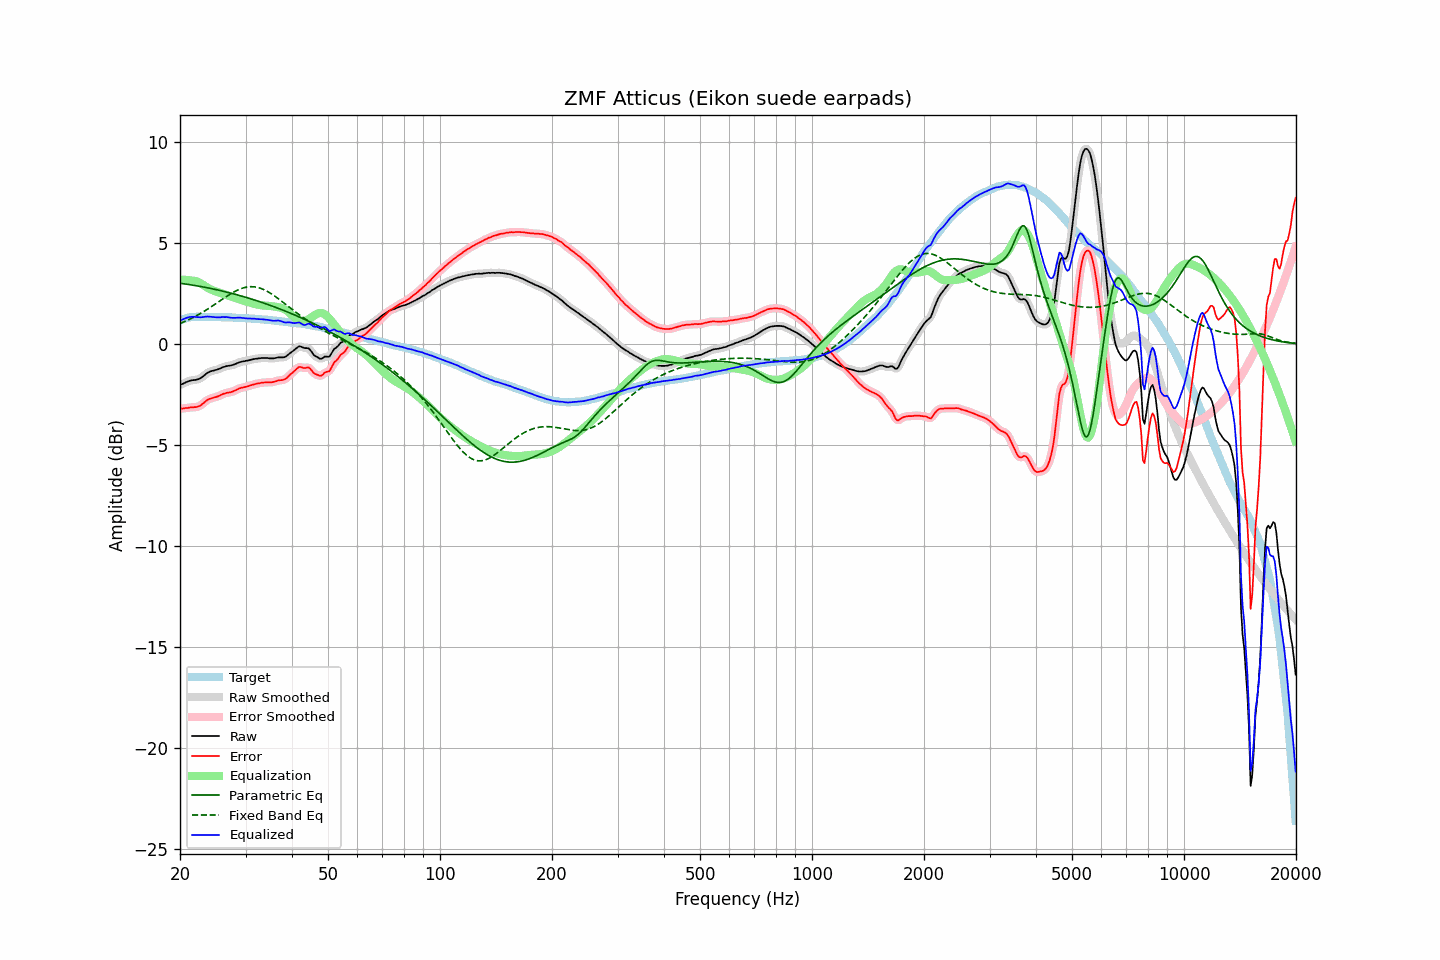 ZMF Atticus (Eikon suede earpads)
Amplitude (dBr)
10
5
0
−5
−10
−15
−20
−25
Target
Raw Smoothed
Error Smoothed
Raw
Error
Equalization
Parametric Eq
Fixed Band Eq
Equalized
20 50 100 200 500 1000 2000 5000 10000 20000
Frequency (Hz)